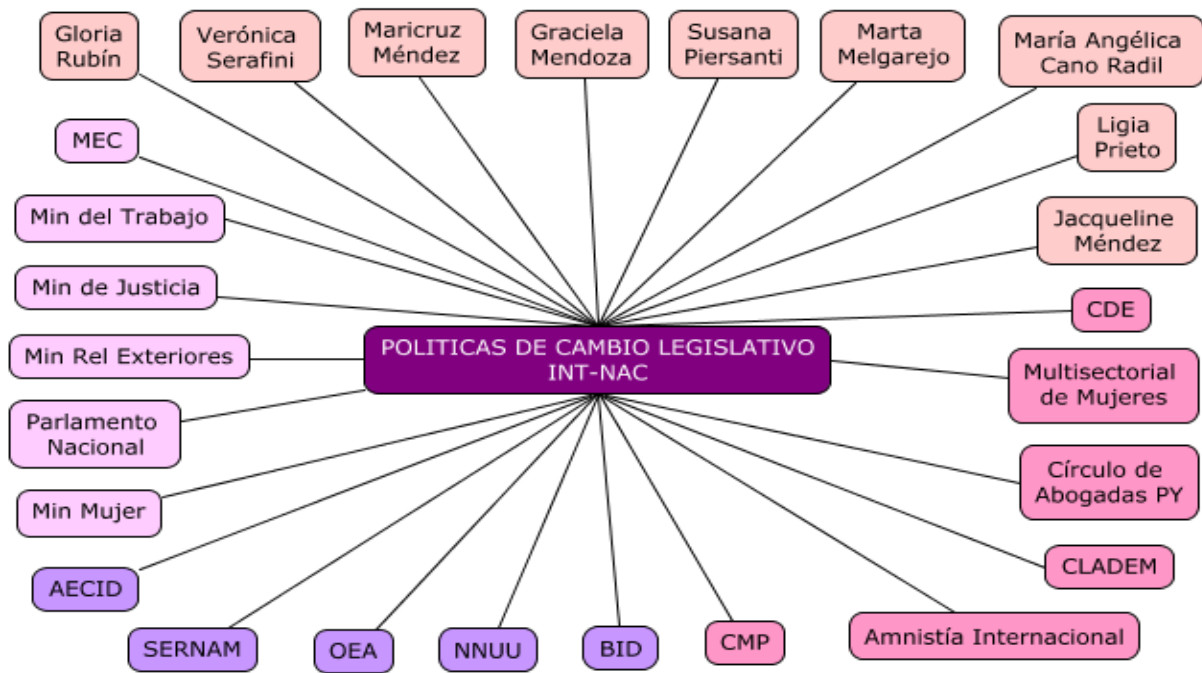 Gloria
Rubín
Verónica
Serafini
Maricruz
Méndez
Graciela
Mendoza
Susana
Piersanti
Marta
Melgarejo
María Angélica
Cano Radil
MEC
Ligia
Prieto
Min del Trabajo
Jacqueline
Méndez
Min de Justicia
CDE
Min Rel Exteriores
POLITICAS DE CAMBIO LEGISLATIVO
INT-NAC
Multisectorial
de Mujeres
Parlamento
Nacional
Círculo de
Abogadas PY
Min Mujer
CLADEM
AECID
SERNAM
OEA
NNUU
BID
CMP
Amnistía Internacional